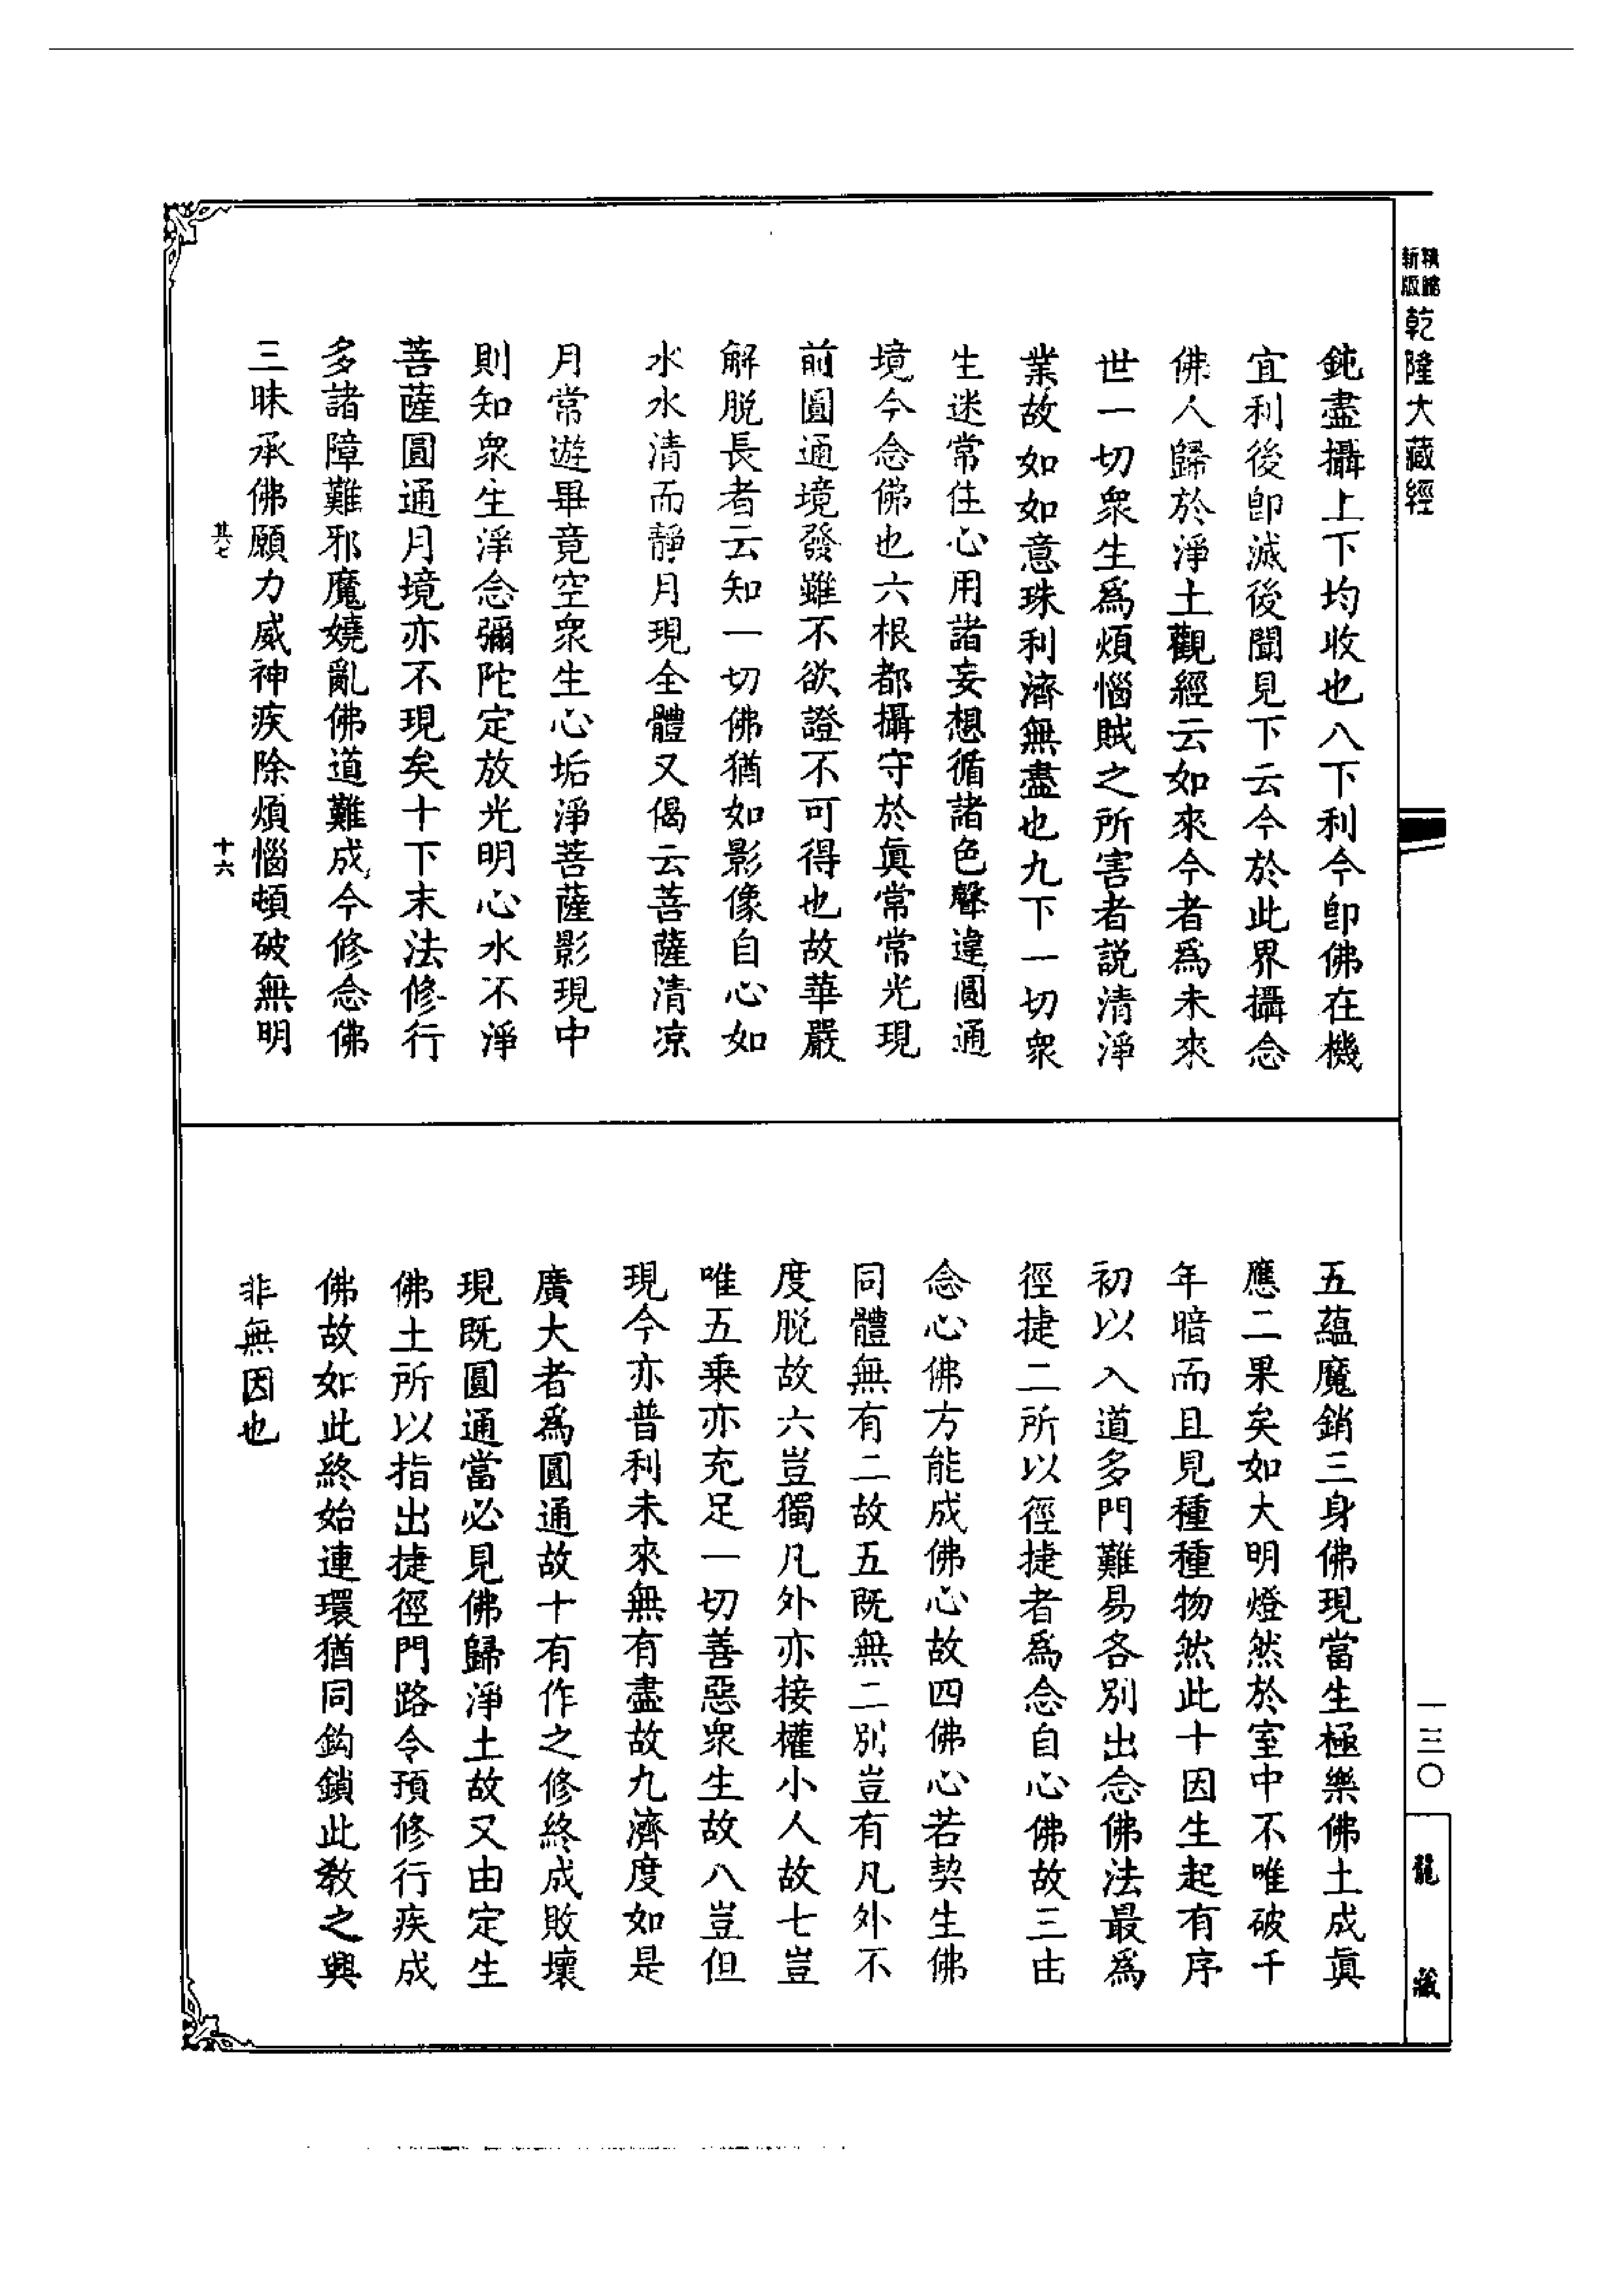 精編
新版
乾隆大藏經
鈍盡攝上下均收也八下利今卽佛在機
宜利後卽滅後聞見下云今於此界攝念
佛人歸於淨土觀經云如來今者爲未來
世一切衆生爲煩惱賊之所害者說清淨
業故如如意珠利濟無盡也九下一切衆
生迷常住心用諸妄想循諸色聲違圓通
境今念佛也六根都攝守於眞常常光現
前圓通境發雖不欲證不可得也故華嚴
解脫長者云知一切佛猶如影像自心如
水水清而靜月現全體又偈云菩薩清凉
月常遊畢竟空衆生心垢淨菩薩影現中
則知衆生淨念彌陀定放光明心水不淨
菩薩圓通月境亦不現矣十下末法修行
多諸障難邪魔嬈亂佛道難成今修念佛
三昧承佛願力威神疾除煩惱頓破無明
其七
十六
五蘊魔銷三身佛現當生極樂佛土成眞
應二果矣如大明燈然於室中不唯破千
年暗而且見種種物然此十因生起有序
初以入道多門難易各別出念佛法最爲
徑捷二所以徑捷者爲念自心佛故三由
念心佛方能成佛心故四佛心若契生佛
同體無有二故五既無二別豈有凡外不
度脫故六豈獨凡外亦接權小人故七豈
唯五乘亦充足一切善惡衆生故八豈但
現今亦普利未來無有盡故九濟度如是
廣大者爲圓通故十有作之修終成敗壞
現既圓通當必見佛歸淨土故又由定生
佛土所以指出捷徑門路令預修行疾成
佛故如此終始連環猶同鈎鎖此敎之興
非無因也
一三〇
龍藏